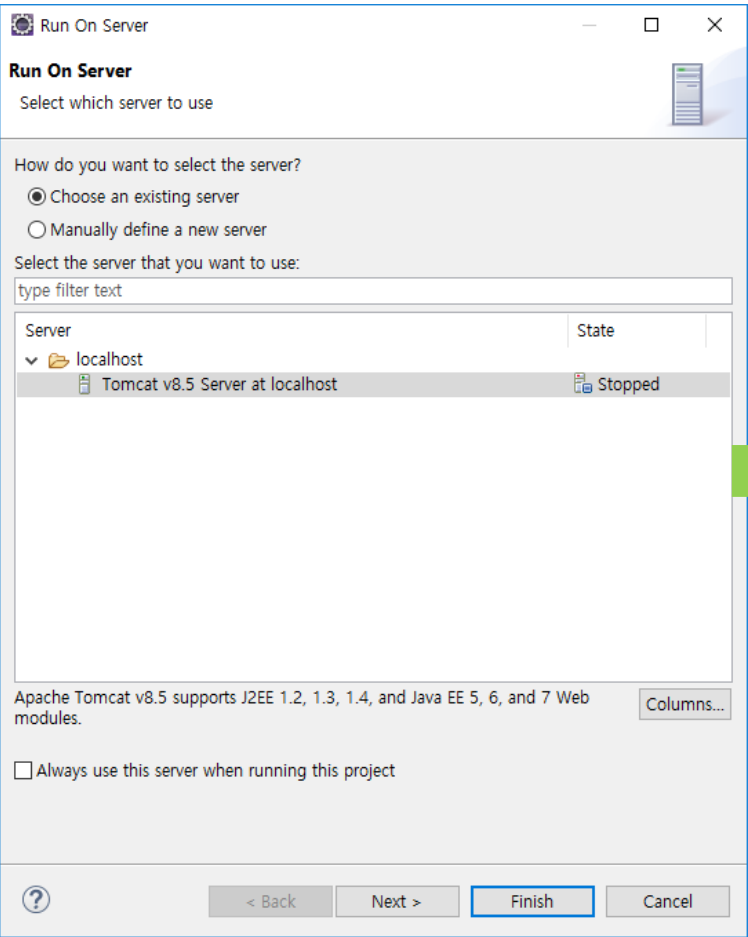 Run On Server
Run On Server
Select which server to use
How do you want to select the server?
Choose an existing server
Manually define a new server
Select the server that you want to use:
type filter text
Server State
localhost
Tomcat v8.5 Server at localhost Stopped
Apache Tomcat v8.5 supports J2EE 1.2, 1.3, 1.4, and Java EE 5, 6, and 7 Web
modules.
Columns...
Always use this server when running this project
? < Back Next > Finish Cancel